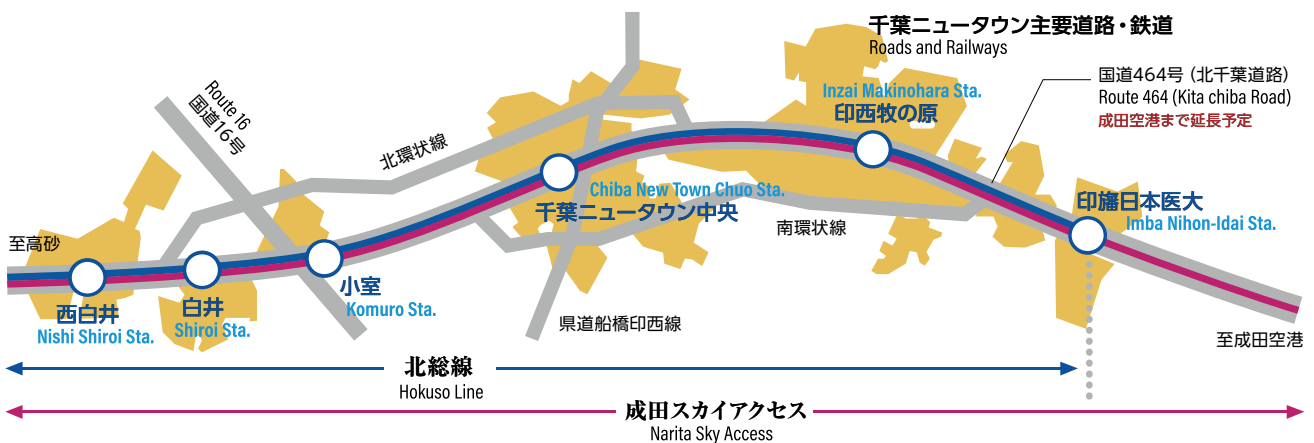 千葉ニュータウン主要道路・鉄道
Roads and Railways
国道464号（北千葉道路）
Route 464 (Kita chiba Road)
成田空港まで延長予定
Route 16
国道16号
北環状線
Inzai Makinohara Sta.
印西牧の原
Chiba New Town Chuo Sta.
千葉ニュータウン中央
南環状線
印旛日本医大
Imba Nihon-Idai Sta.
至高砂
西白井
Nishi Shiroi Sta.
白井
Shiroi Sta.
小室
Komuro Sta.
県道船橋印西線
至成田空港
北総線
Hokuso Line
成田スカイアクセス
Narita Sky Access